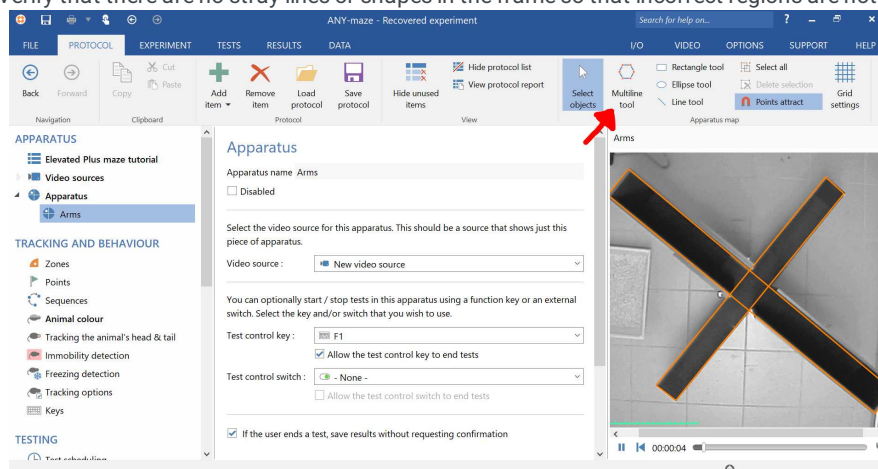 verify that there are no stray lines or shapes in the frame so that incorrect regions are not
ANY-maze - Recovered experiment
Search for help on...
?
FILE PROTOCOL EXPERIMENT TESTS RESULTS DATA I/O VIDEO OPTIONS SUPPORT HELP
Back Forward Copy Cut Paste
Navigation Clipboard
Add item Remove item Load protocol Save protocol
Protocol
Hide unused items Hide protocol list View protocol report
View
Select objects Multiline tool Rectangle tool Ellipse tool Line tool Select all Delete selection Points attract Grid settings
Apparatus map
APPARATUS
Elevated Plus maze tutorial
Video sources
Apparatus
Arms
TRACKING AND BEHAVIOUR
Zones
Points
Sequences
Animal colour
Tracking the animal's head & tail
Immobility detection
Freezing detection
Tracking options
Keys
TESTING
Test scheduling
Apparatus
Apparatus name Arms
Disabled
Select the video source for this apparatus. This should be a source that shows just this
piece of apparatus.
Video source : New video source
You can optionally start / stop tests in this apparatus using a function key or an external
switch. Select the key and/or switch that you wish to use.
Test control key : F1
Allow the test control key to end tests
Test control switch : - None -
Allow the test control switch to end tests
If the user ends a test, save results without requesting confirmation
Arms
00:00:04